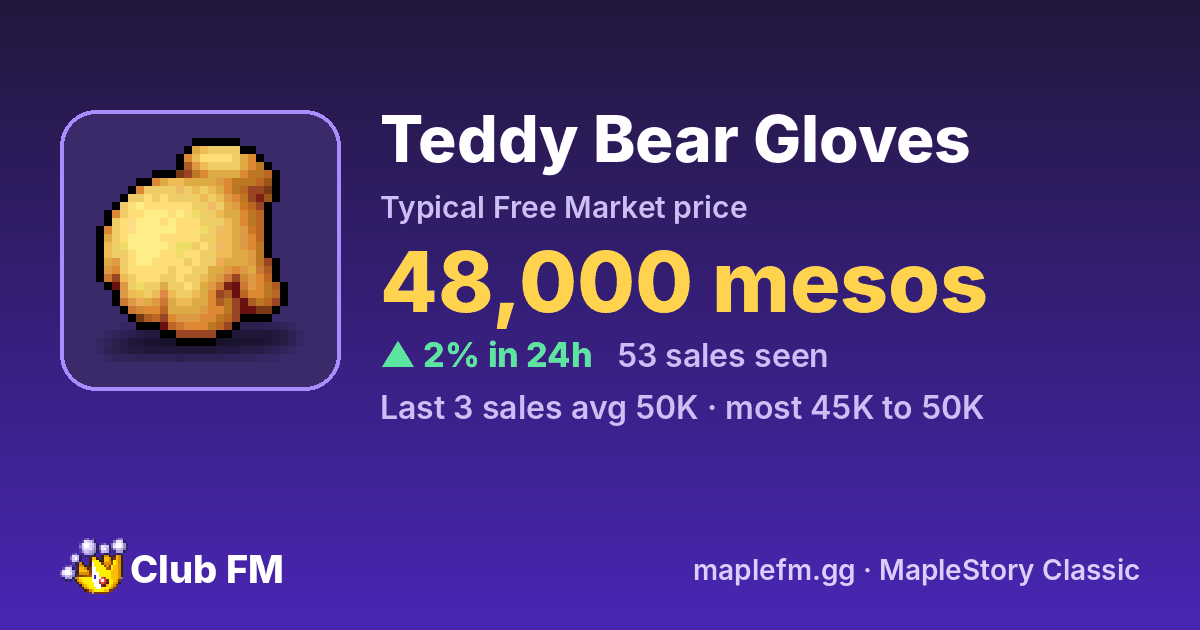 Teddy Bear Gloves
Typical Free Market price
48,000 mesos
▲ 2% in 24h 53 sales seen
Last 3 sales avg 50K · most 45K to 50K
Club FM
maplefm.gg · MapleStory Classic